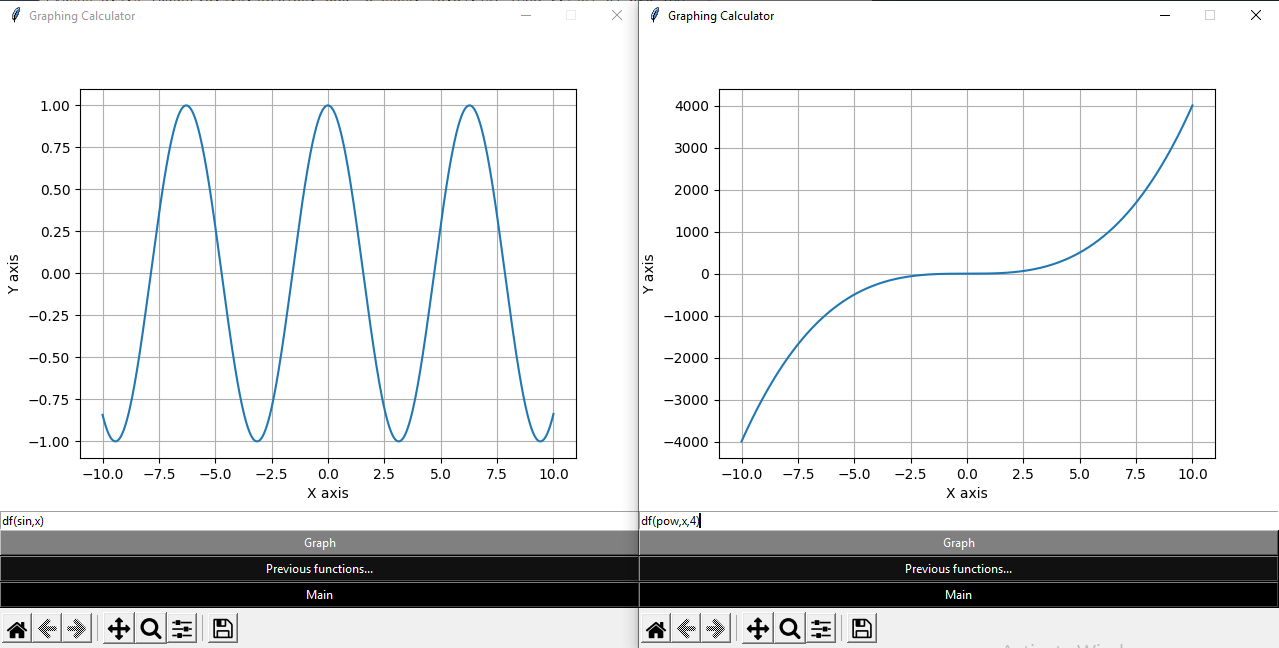 Graphing Calculator
1.00
0.75
0.50
0.25
0.00
−0.25
−0.50
−0.75
−1.00
Y axis
−10.0 −7.5 −5.0 −2.5 0.0 2.5 5.0 7.5 10.0
X axis
df(sin,x)
Graph
Previous functions...
Main
Graphing Calculator
4000
3000
2000
1000
0
−1000
−2000
−3000
−4000
Y axis
−10.0 −7.5 −5.0 −2.5 0.0 2.5 5.0 7.5 10.0
X axis
df(pow,x,4)
Graph
Previous functions...
Main